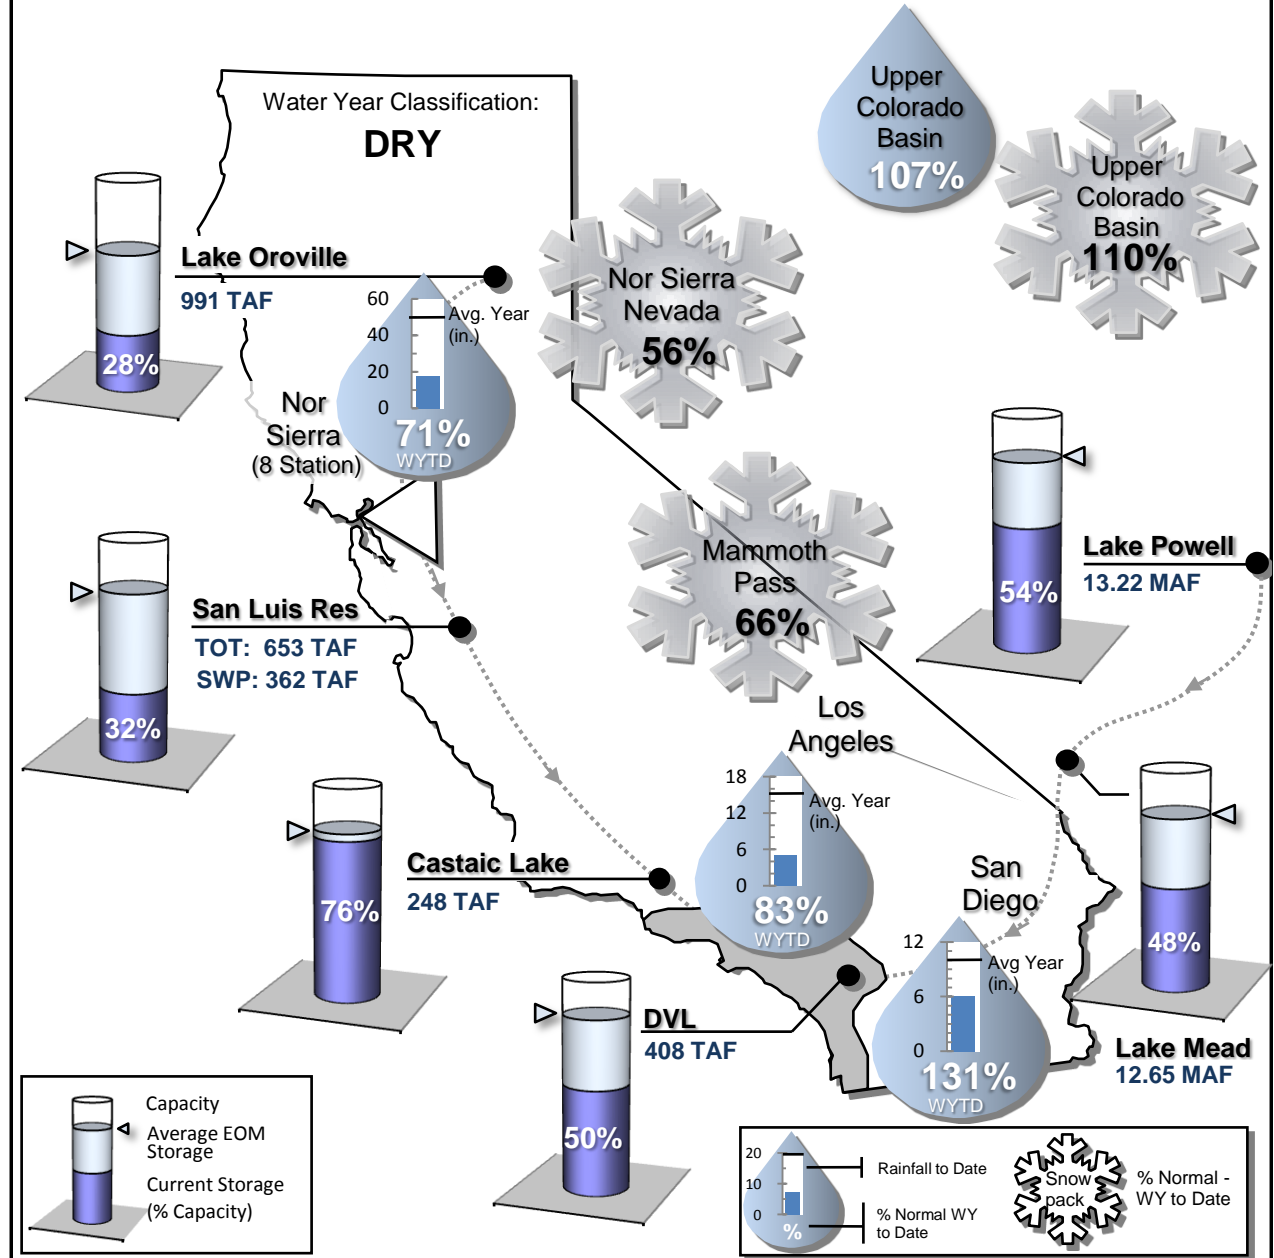 Water Year Classification:
DRY
Upper
Colorado
Basin
107%
Upper
Colorado
Basin
110%
Lake Oroville
991 TAF
28%
60
40
20
0
Avg. Year
(in.)
71%
WYTD
Nor
Sierra
(8 Station)
Nor Sierra
Nevada
56%
Mammoth
Pass
66%
Lake Powell
13.22 MAF
54%
San Luis Res
TOT: 653 TAF
SWP: 362 TAF
32%
Los
Angeles
18
12
6
0
Avg. Year
(in.)
83%
WYTD
Castaic Lake
248 TAF
76%
San
Diego
12
6
0
Avg Year
(in.)
131%
WYTD
48%
Lake Mead
12.65 MAF
DVL
408 TAF
50%
Capacity
Average EOM
Storage
Current Storage
(% Capacity)
20
10
0
%
Rainfall to Date
% Normal WY
to Date
Snow
pack
% Normal -
WY to Date